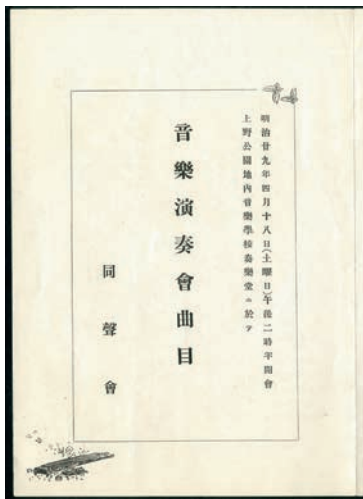 明治廿九年四月十八日(土曜日)午後二時半開會
上野公園地内音樂學校奏樂堂ニ於テ
音樂演奏會曲目
同聲會